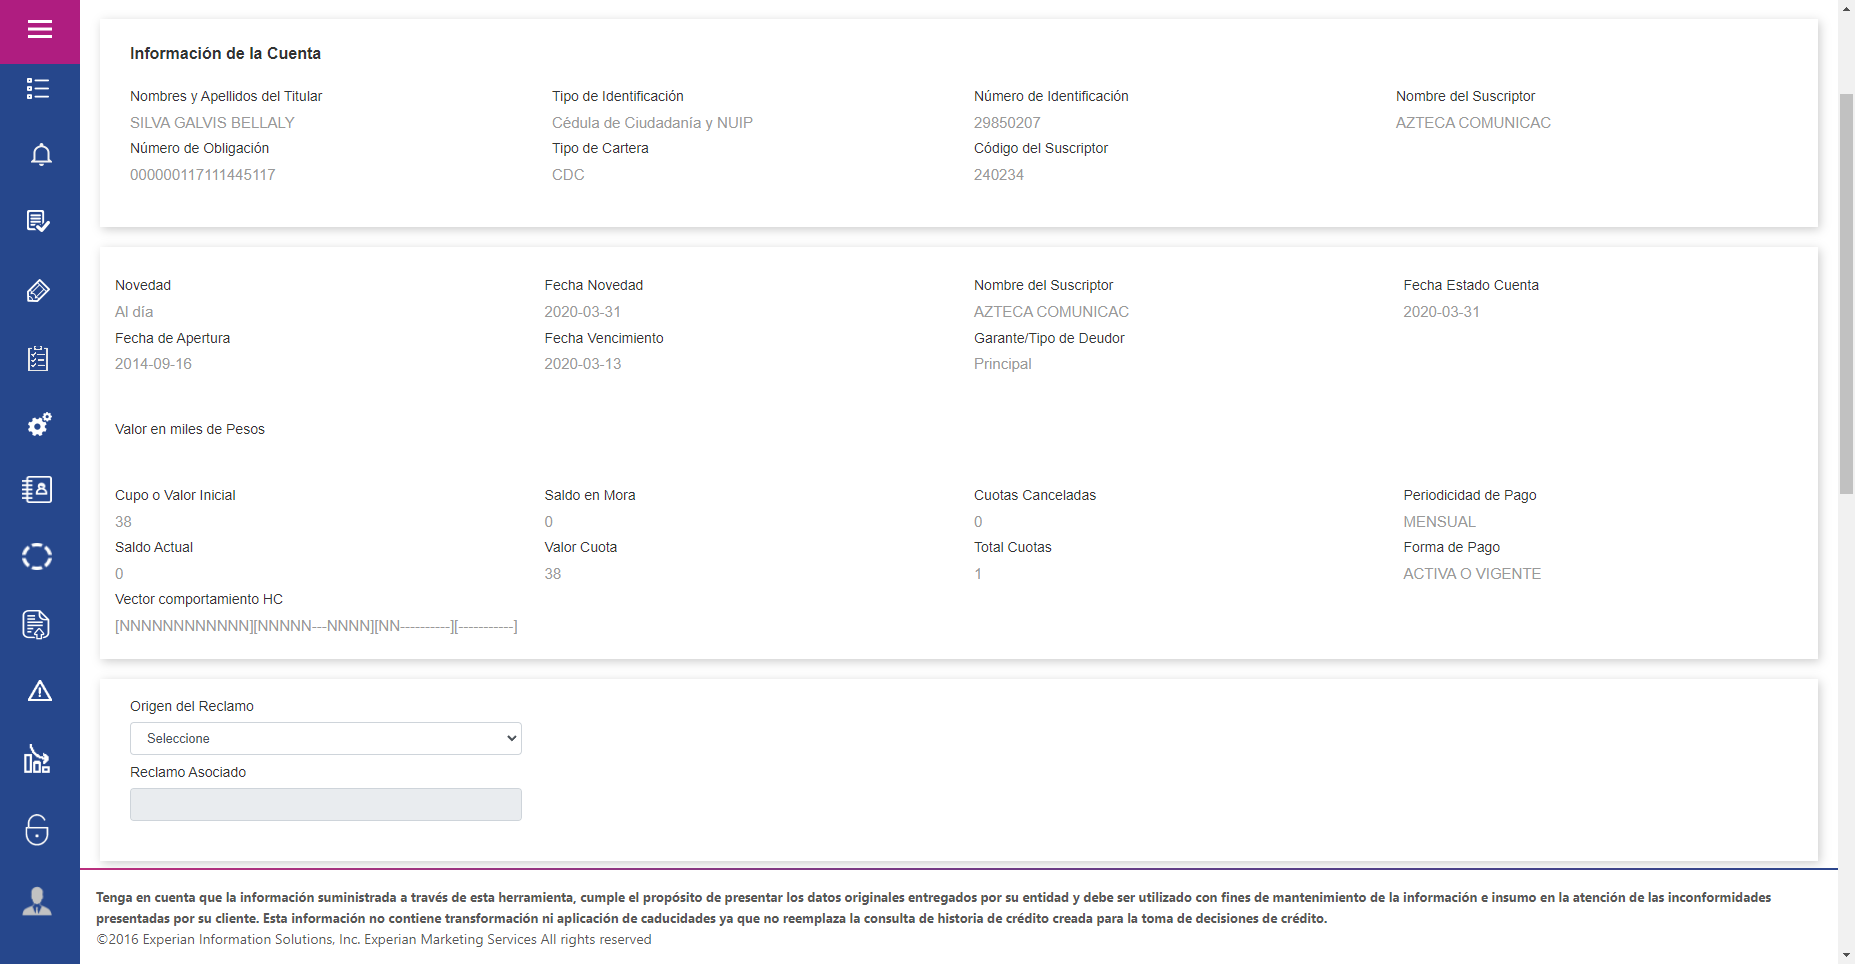 Información de la Cuenta
Nombres y Apellidos del Titular Tipo de Identificación Número de Identificación Nombre del Suscriptor
SILVA GALVIS BELLALY Cédula de Ciudadanía y NUIP 29850207 AZTECA COMUNICAC
Número de Obligación Tipo de Cartera Código del Suscriptor
000000117111445117 CDC 240234
Novedad Fecha Novedad Nombre del Suscriptor Fecha Estado Cuenta
Al día 2020-03-31 AZTECA COMUNICAC 2020-03-31
Fecha de Apertura Fecha Vencimiento Garante/Tipo de Deudor
2014-09-16 2020-03-13 Principal
Valor en miles de Pesos
Cupo o Valor Inicial Saldo en Mora Cuotas Canceladas Periodicidad de Pago
38 0 0 MENSUAL
Saldo Actual Valor Cuota Total Cuotas Forma de Pago
0 38 1 ACTIVA O VIGENTE
Vector comportamiento HC
[NNNNNNNNNNNN][NNNNN---NNNN][NN----------][-----------]
Origen del Reclamo
Seleccione
Reclamo Asociado
Tenga en cuenta que la información suministrada a través de esta herramienta, cumple el propósito de presentar los datos originales entregados por su entidad y debe ser utilizado con fines de mantenimiento de la información e insumo en la atención de las inconformidades
presentadas por su cliente. Esta información no contiene transformación ni aplicación de caducidades ya que no reemplaza la consulta de historia de crédito creada para la toma de decisiones de crédito.
©2016 Experian Information Solutions, Inc. Experian Marketing Services All rights reserved